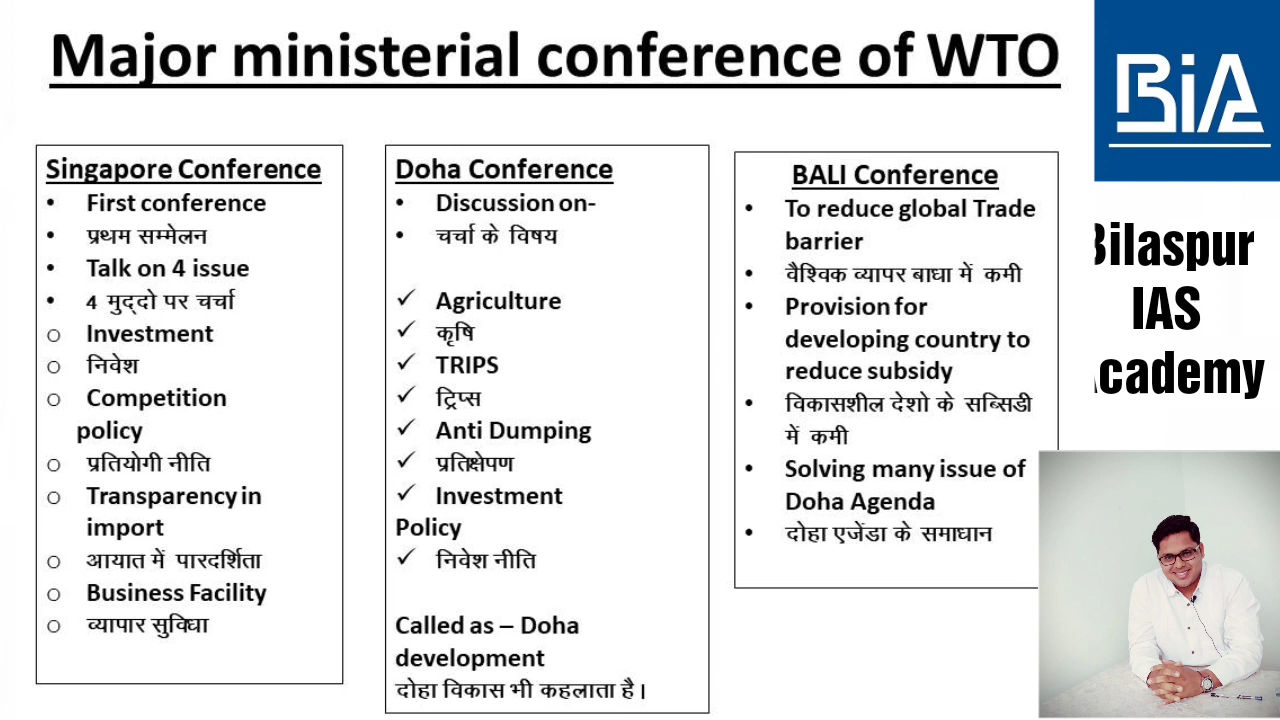 Major ministerial conference of WTO
Singapore Conference
• First conference
• प्रथम सम्मेलन
• Talk on 4 issue
• 4 मुद्दो पर चर्चा
o Investment
o निवेश
o Competition
policy
o प्रतियोगी नीति
o Transparency in
import
o आयात में पारदर्शिता
o Business Facility
o व्यापार सुविधा
Doha Conference
• Discussion on-
• चर्चा के विषय
✓ Agriculture
✓ कृषि
✓ TRIPS
✓ ट्रिप्स
✓ Anti Dumping
✓ प्रतिक्षेपण
✓ Investment
Policy
✓ निवेश नीति
Called as – Doha
development
दोहा विकास भी कहलाता है।
BALI Conference
• To reduce global Trade
barrier
• वैश्विक व्यापर बाधा में कमी
• Provision for
developing country to
reduce subsidy
• विकासशील देशो के सब्सिडी
में कमी
• Solving many issue of
Doha Agenda
• दोहा एजेंडा के समाधान
BiA
Bilaspur
IAS
Academy